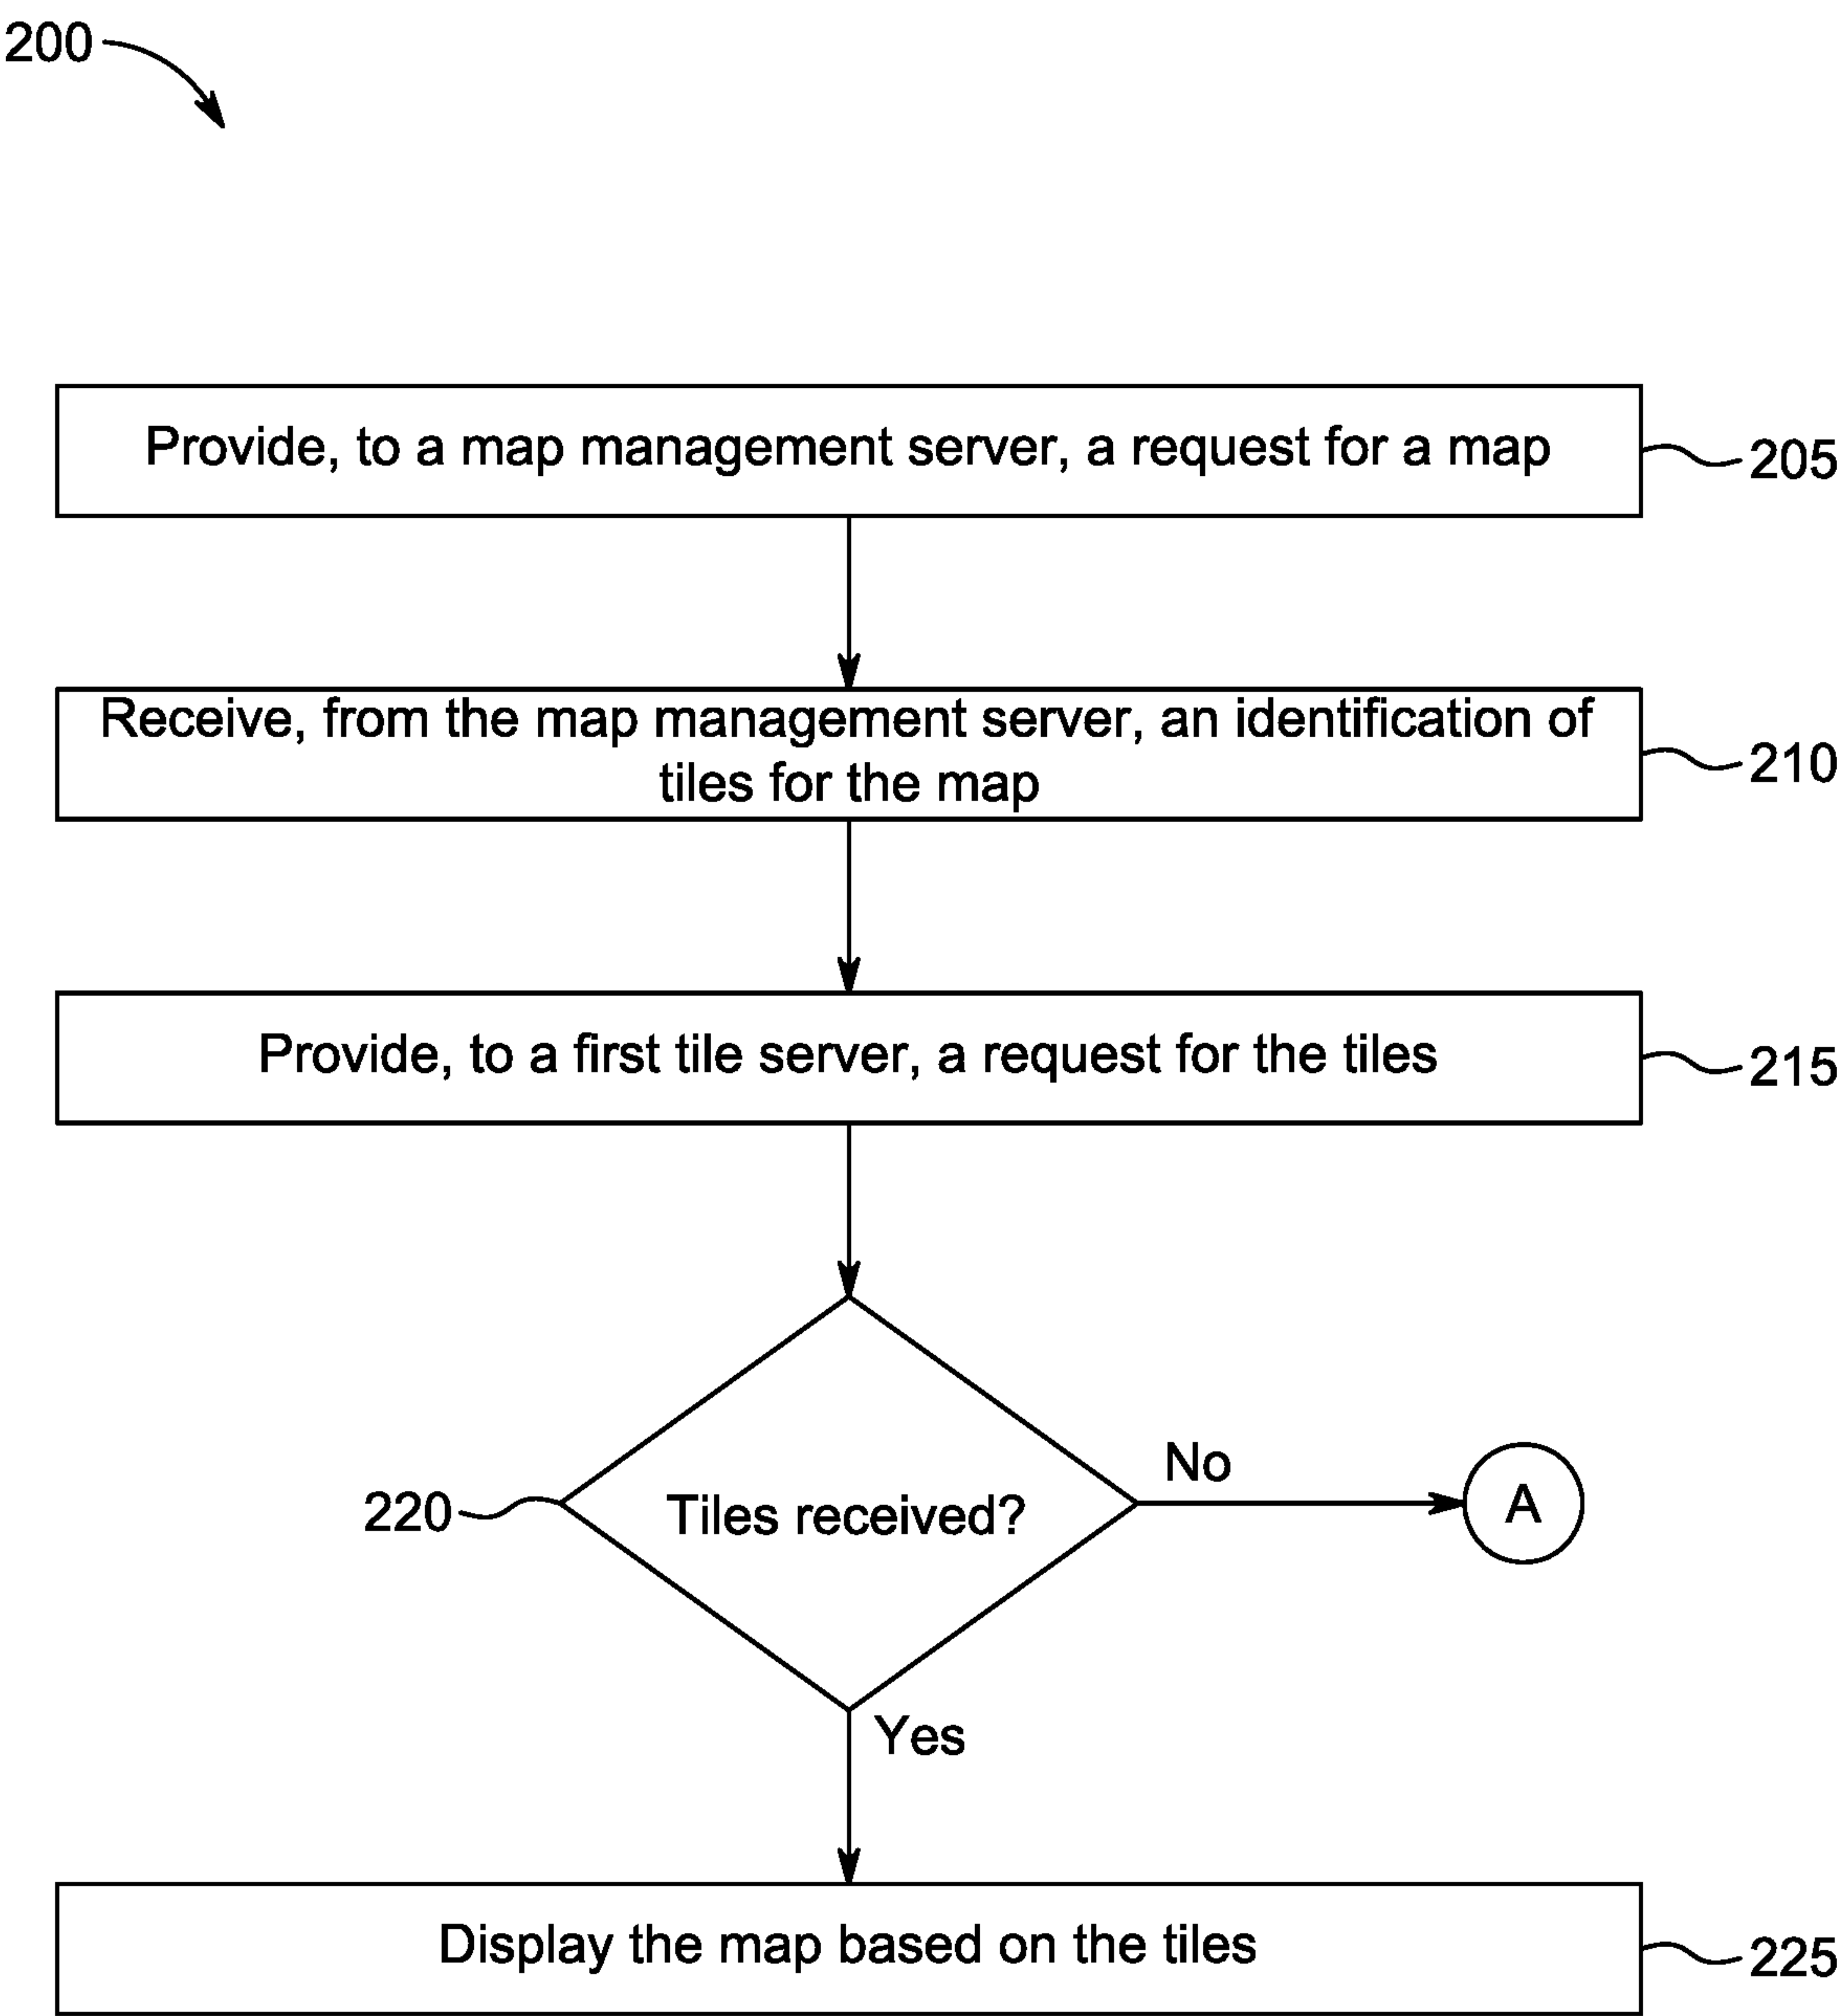 200
Provide, to a map management server, a request for a map
205
Receive, from the map management server, an identification of
tiles for the map
210
Provide, to a first tile server, a request for the tiles
215
220
Tiles received?
No
A
Yes
Display the map based on the tiles
225